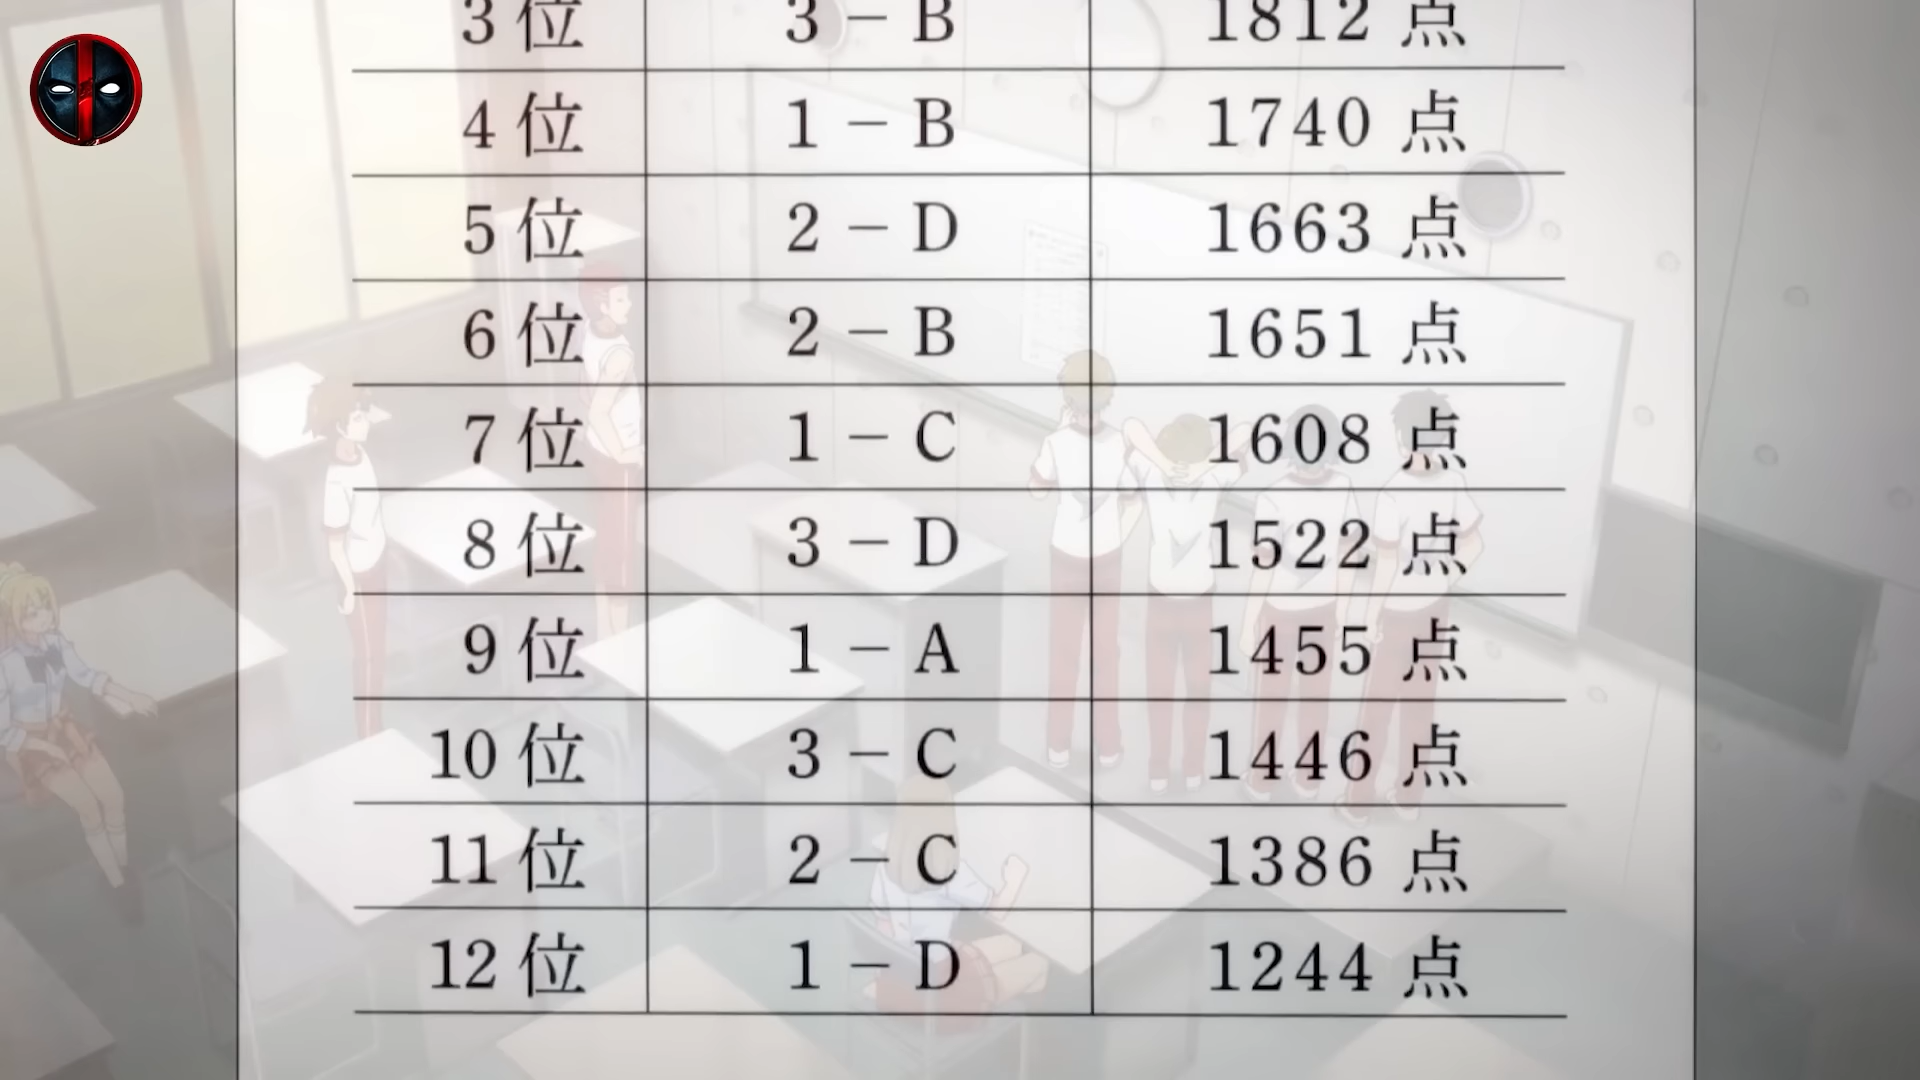 3位 3－B 1812点
4位 1－B 1740点
5位 2－D 1663点
6位 2－B 1651点
7位 1－C 1608点
8位 3－D 1522点
9位 1－A 1455点
10位 3－C 1446点
11位 2－C 1386点
12位 1－D 1244点